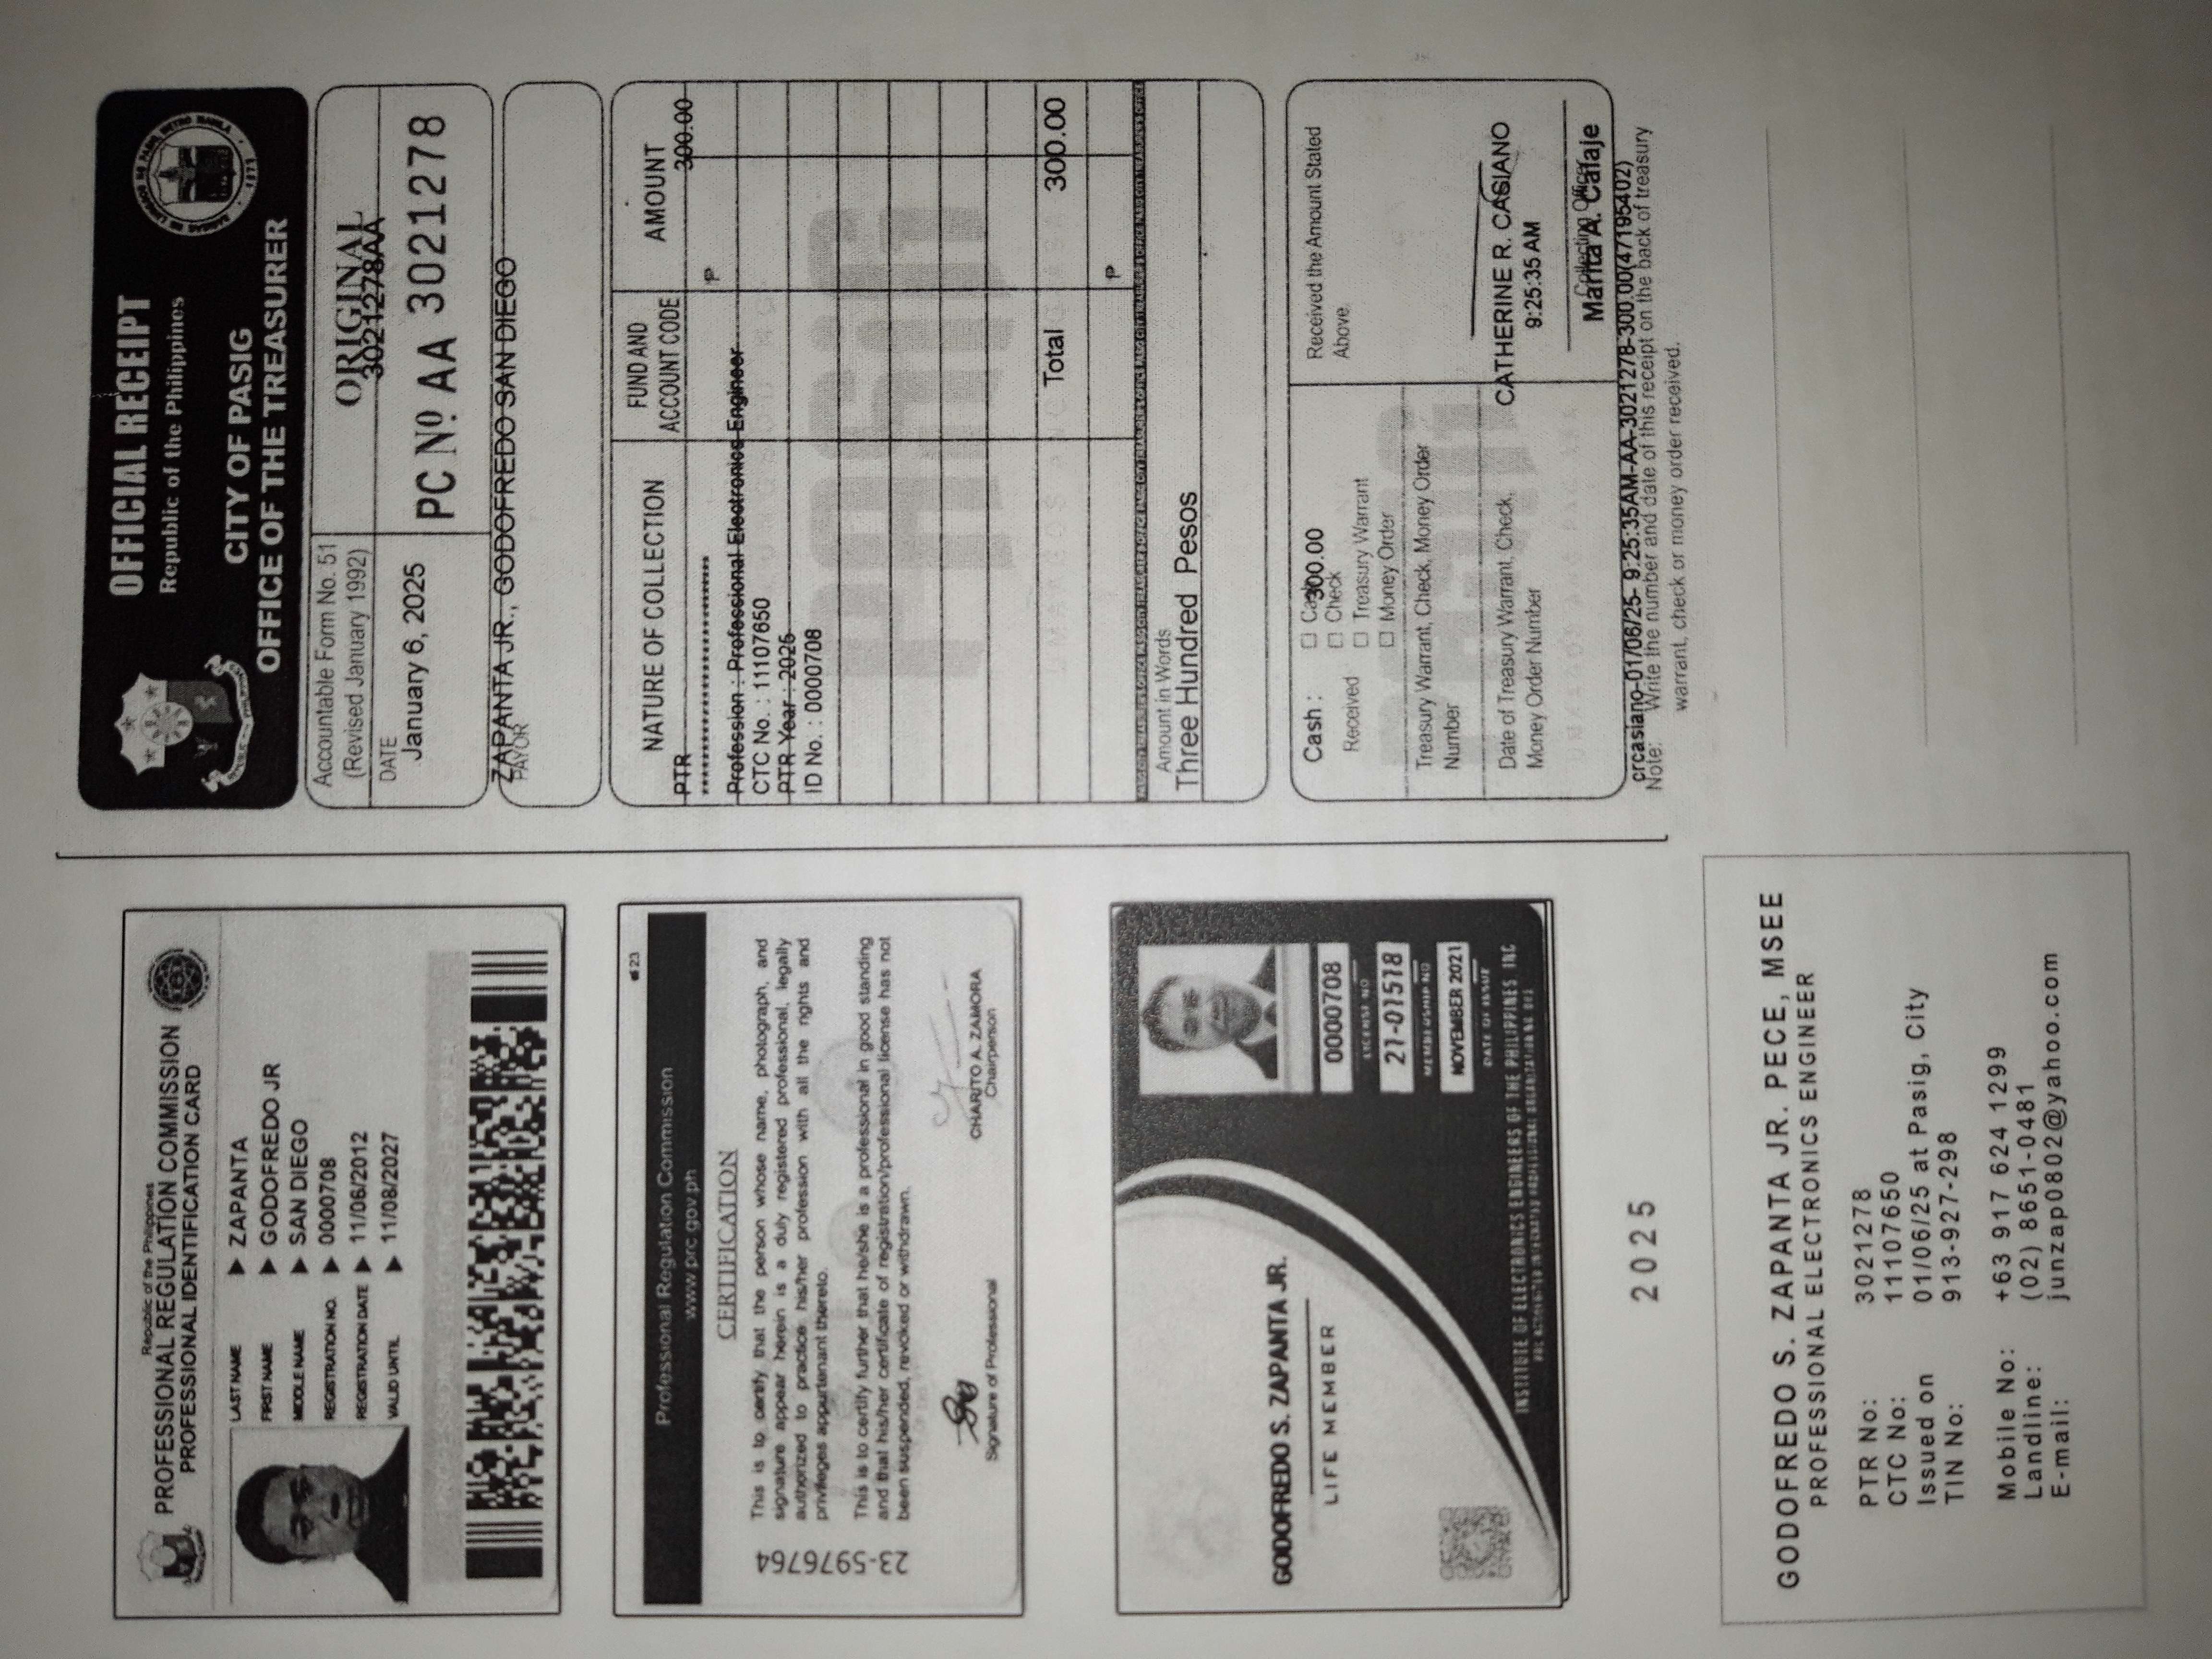 Republic of the Philippines
PROFESSIONAL REGULATION COMMISSION
PROFESSIONAL IDENTIFICATION CARD
LAST NAME ▶ ZAPANTA
FIRST NAME ▶ GODOFREDO JR
MIDDLE NAME ▶ SAN DIEGO
REGISTRATION NO. ▶ 0000708
REGISTRATION DATE ▶ 11/06/2012
VALID UNTIL ▶ 11/08/2027
Professional Regulation Commission
www.prc.gov.ph
CERTIFICATION
This is to certify that the person whose name, photograph, and
signature appear herein is a duly registered professional, legally
authorized to practice his/her profession with all the rights and
privileges appurtenant thereto.
This is to certify further that he/she is a professional in good standing
and that his/her certificate of registration/professional license has not
been suspended, revoked or withdrawn.
23-5976764
Signature of Professional
CHARITO A. ZAMORA
Chairperson
GODOFREDO S. ZAPANTA JR.
LIFE MEMBER
0000708
LICENSE NO
21-01518
MEMBERSHIP NO
NOVEMBER 2021
DATE OF ISSUE
INSTITUTE OF ELECTRONICS ENGINEERS OF THE PHILIPPINES INC
2025
GODOFREDO S. ZAPANTA JR. PECE, MSEE
PROFESSIONAL ELECTRONICS ENGINEER
PTR No: 3021278
CTC No: 11107650
Issued on 01/06/25 at Pasig, City
TIN No: 913-927-298
Mobile No: +63 917 624 1299
Landline: (02) 8651-0481
E-mail: junzap0802@yahoo.com
OFFICIAL RECEIPT
Republic of the Philippines
CITY OF PASIG
OFFICE OF THE TREASURER
Accountable Form No. 51
(Revised January 1992)
ORIGINAL
30212278AA
DATE
January 6, 2025
PC Nº AA 3021278
ZAPANTA JR., GODOFREDO SAN DIEGO
PAYOR
NATURE OF COLLECTION
FUND AND
ACCOUNT CODE
AMOUNT
PTR 300.00
₱
Profession : Professional Electronics Engineer
CTC No. : 11107650
PTR Year : 2025
ID No. : 0000708
Total 300.00
₱
Amount in Words
Three Hundred Pesos
Cash : 300.00
Received
Cash
Check
Treasury Warrant
Money Order
Treasury Warrant, Check, Money Order
Number
Date of Treasury Warrant, Check,
Money Order Number
Received the Amount Stated
Above.
CATHERINE R. CASIANO
9:25:35 AM
Collecting Officer
Marita A. Calaje
crcasiano-01/06/25- 9:25:35AM-AA-3021278-300.00(47195402)
Note: Write the number and date of this receipt on the back of treasury
warrant, check or money order received.